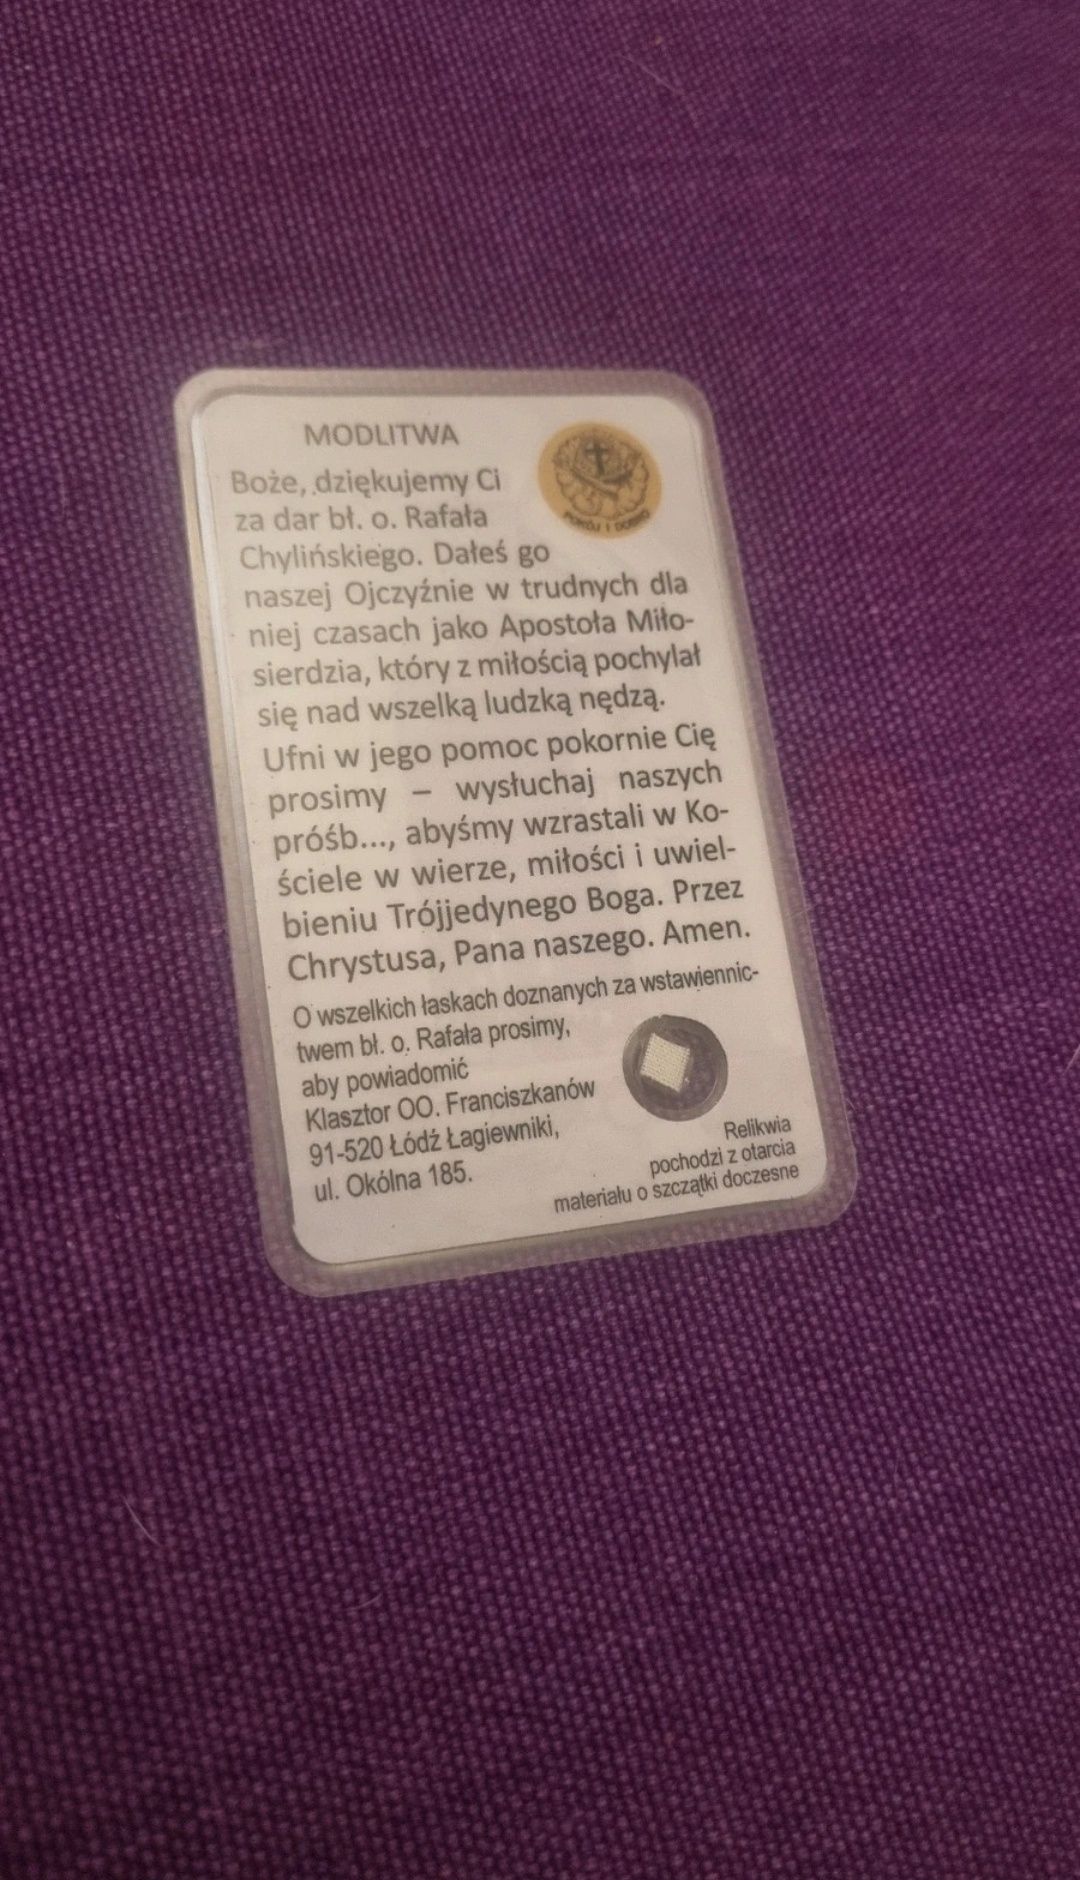 MODLITWA
Boże, dziękujemy Ci
za dar bł. o. Rafała
Chylińskiego. Dałeś go
naszej Ojczyźnie w trudnych dla
niej czasach jako Apostoła Miło-
sierdzia, który z miłością pochylał
się nad wszelką ludzką nędzą.
Ufni w jego pomoc pokornie Cię
prosimy – wysłuchaj naszych
próśb..., abyśmy wzrastali w Ko-
ściele w wierze, miłości i uwiel-
bieniu Trójjedynego Boga. Przez
Chrystusa, Pana naszego. Amen.
POKÓJ I DOBRO
O wszelkich łaskach doznanych za wstawiennic-
twem bł. o. Rafała prosimy,
aby powiadomić
Klasztor OO. Franciszkanów
91-520 Łódź Łagiewniki,
ul. Okólna 185.
Relikwia
pochodzi z otarcia
materiału o szczątki doczesne